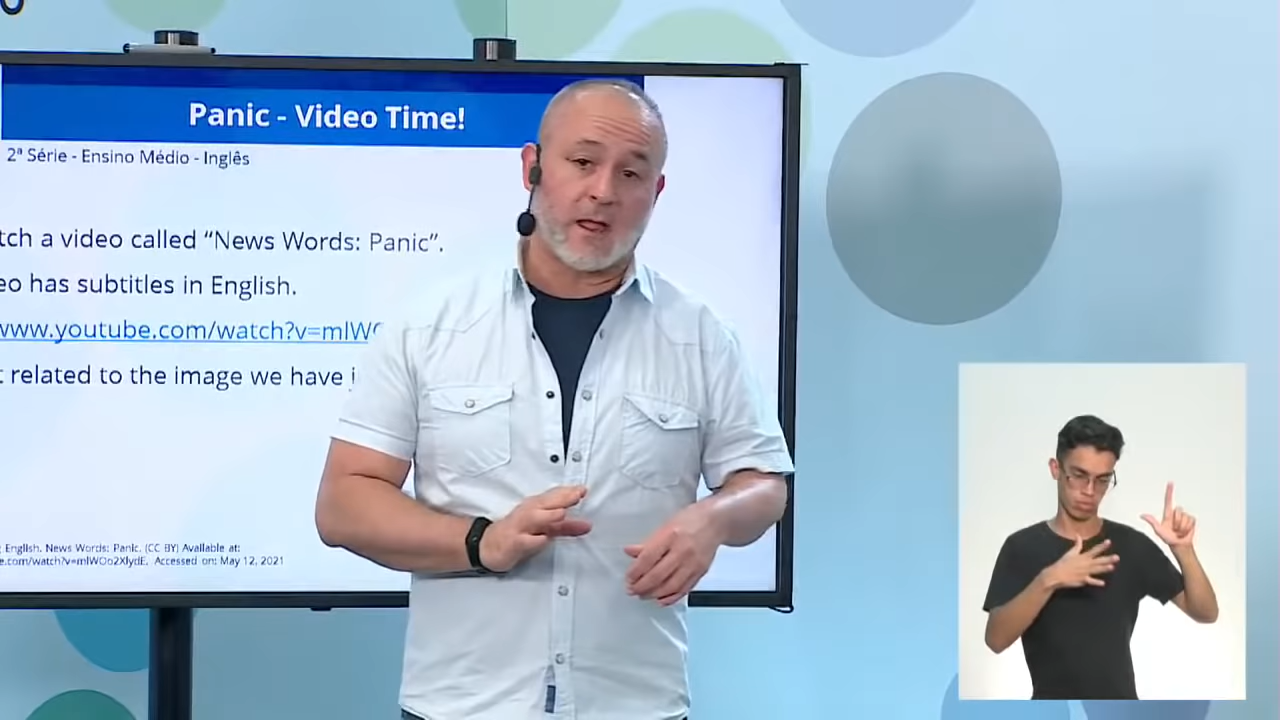 Panic - Video Time!
2ª Série - Ensino Médio - Inglês
tch a video called “News Words: Panic”.
eo has subtitles in English.
www.youtube.com/watch?v=mlWO
related to the image we have
English. News Words: Panic. (CC BY) Available at:
e.com/watch?v=mlWOo2XlydE. Accessed on: May 12, 2021